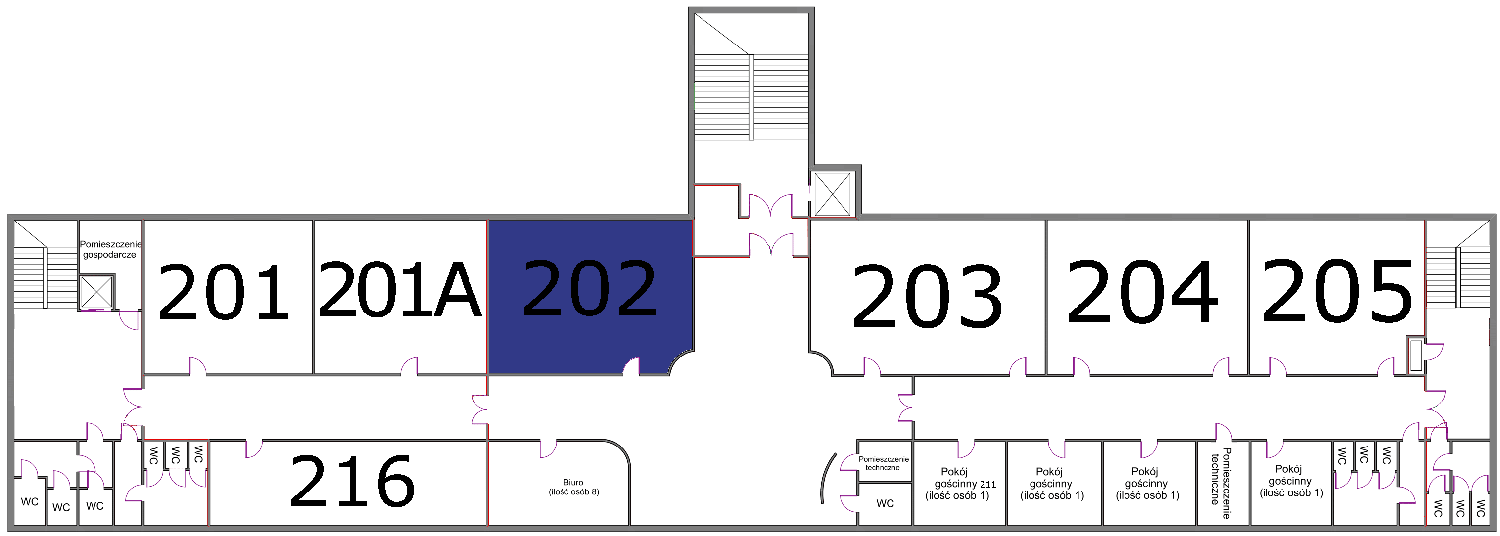 Pomieszczenie
gospodarcze
201
201A
202
203
204
205
WC
WC
WC
216
Biuro
(ilość osób 8)
Pomieszczenie
techniczne
WC
Pokój
gościnny 211
(ilość osób 1)
Pokój
gościnny
(ilość osób 1)
Pokój
gościnny
(ilość osób 1)
Pomieszczenie
techniczne
Pokój
gościnny
(ilość osób 1)
WC
WC
WC
WC
WC
WC
WC
WC
WC